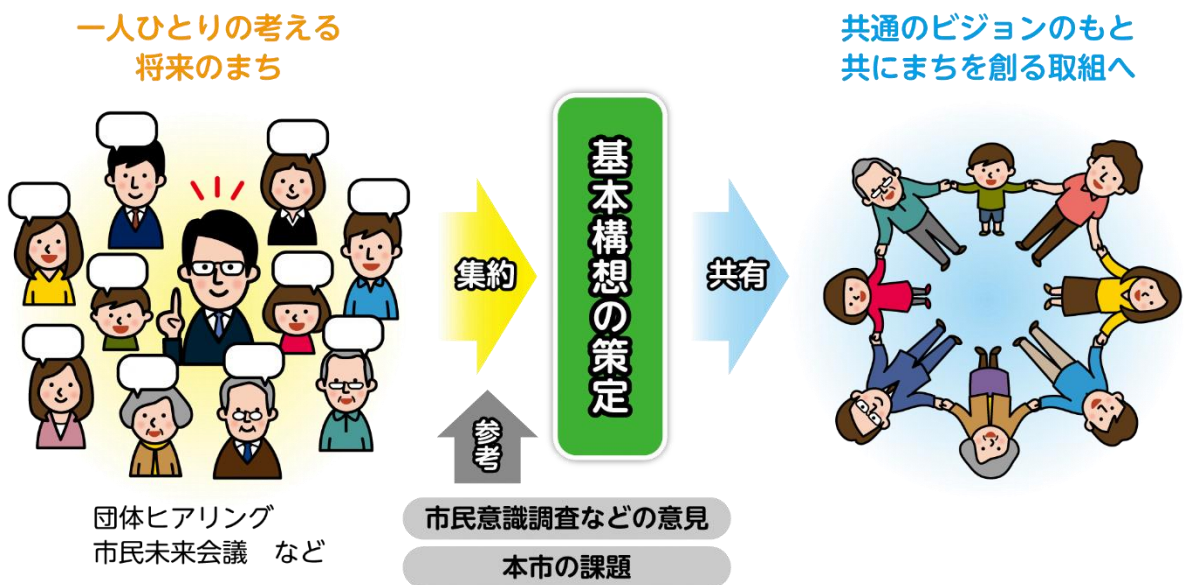 一人ひとりの考える
将来のまち
団体ヒアリング
市民未来会議　など
集約
参考
市民意識調査などの意見
本市の課題
基本構想の策定
共有
共通のビジョンのもと
共にまちを創る取組へ